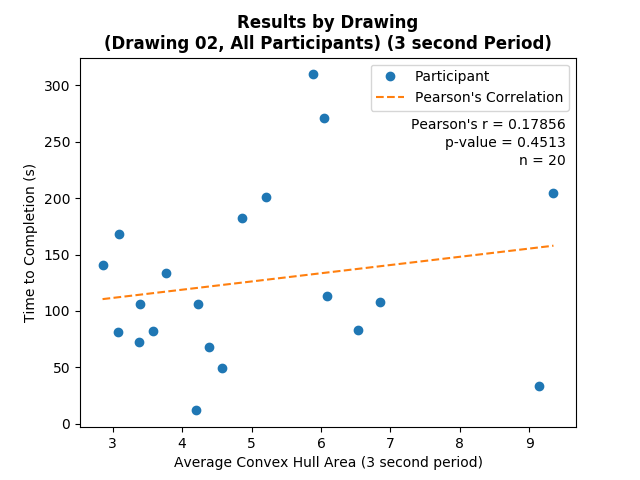 Results by Drawing
(Drawing 02, All Participants) (3 second Period)
Participant
Pearson's Correlation
Pearson's r = 0.17856
p-value = 0.4513
n = 20
Time to Completion (s)
300
250
200
150
100
50
0
3 4 5 6 7 8 9
Average Convex Hull Area (3 second period)